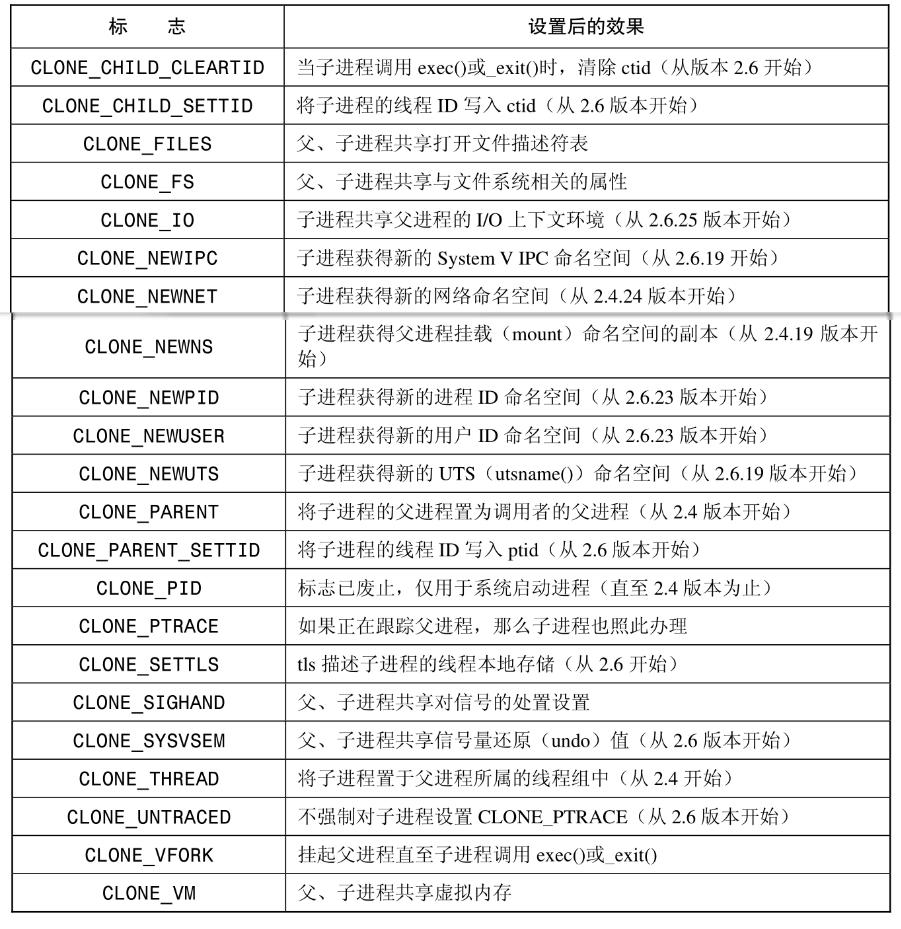 标 志 设置后的效果
CLONE_CHILD_CLEARTID 当子进程调用 exec()或_exit()时，清除 ctid（从版本 2.6 开始）
CLONE_CHILD_SETTID 将子进程的线程 ID 写入 ctid（从 2.6 版本开始）
CLONE_FILES 父、子进程共享打开文件描述符表
CLONE_FS 父、子进程共享与文件系统相关的属性
CLONE_IO 子进程共享父进程的 I/O 上下文环境（从 2.6.25 版本开始）
CLONE_NEWIPC 子进程获得新的 System V IPC 命名空间（从 2.6.19 开始）
CLONE_NEWNET 子进程获得新的网络命名空间（从 2.4.24 版本开始）
CLONE_NEWNS 子进程获得父进程挂载（mount）命名空间的副本（从 2.4.19 版本开
始）
CLONE_NEWPID 子进程获得新的进程 ID 命名空间（从 2.6.23 版本开始）
CLONE_NEWUSER 子进程获得新的用户 ID 命名空间（从 2.6.23 版本开始）
CLONE_NEWUTS 子进程获得新的 UTS（utsname()）命名空间（从 2.6.19 版本开始）
CLONE_PARENT 将子进程的父进程置为调用者的父进程（从 2.4 版本开始）
CLONE_PARENT_SETTID 将子进程的线程 ID 写入 ptid（从 2.6 版本开始）
CLONE_PID 标志已废止，仅用于系统启动进程（直至 2.4 版本为止）
CLONE_PTRACE 如果正在跟踪父进程，那么子进程也照此办理
CLONE_SETTLS tls 描述子进程的线程本地存储（从 2.6 开始）
CLONE_SIGHAND 父、子进程共享对信号的处置设置
CLONE_SYSVSEM 父、子进程共享信号量还原（undo）值（从 2.6 版本开始）
CLONE_THREAD 将子进程置于父进程所属的线程组中（从 2.4 开始）
CLONE_UNTRACED 不强制对子进程设置 CLONE_PTRACE（从 2.6 版本开始）
CLONE_VFORK 挂起父进程直至子进程调用 exec()或_exit()
CLONE_VM 父、子进程共享虚拟内存